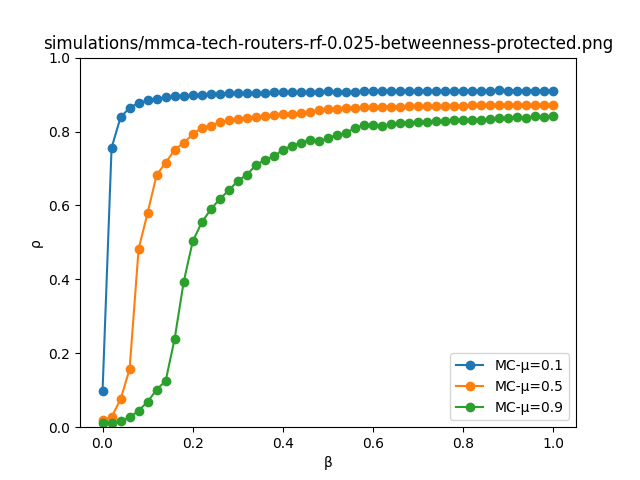 simulations/mmca-tech-routers-rf-0.025-betweenness-protected.png
1.0
0.8
0.6
0.4
0.2
0.0
ρ
0.0 0.2 0.4 0.6 0.8 1.0
β
MC-μ=0.1
MC-μ=0.5
MC-μ=0.9